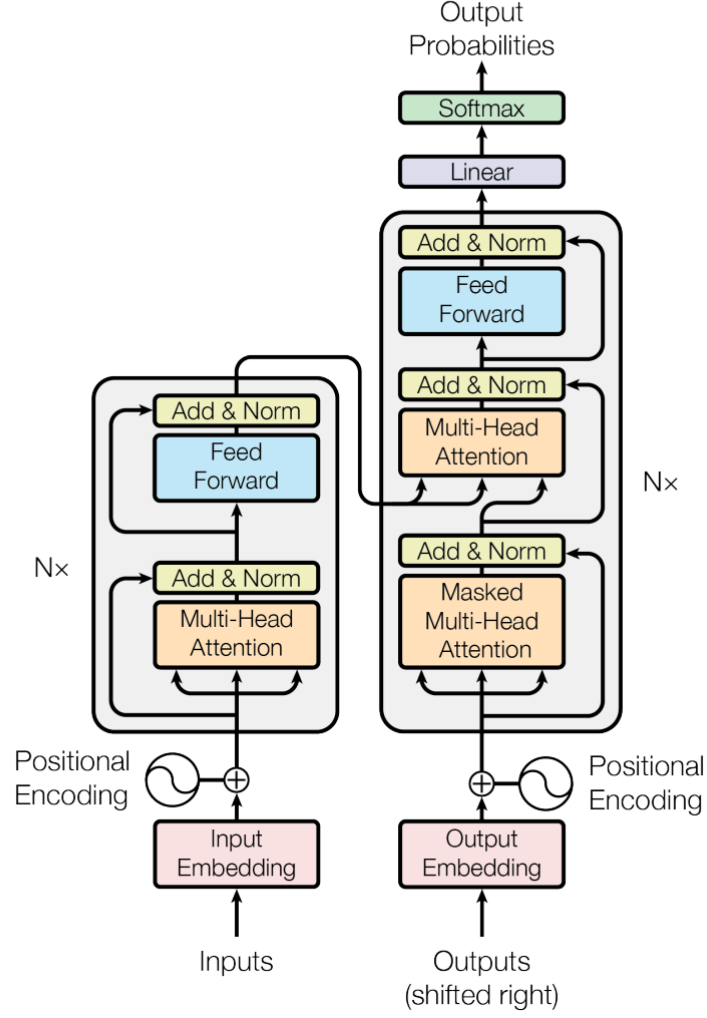 Output
Probabilities
Softmax
Linear
Add & Norm
Feed
Forward
Add & Norm
Multi-Head
Attention
Add & Norm
Masked
Multi-Head
Attention
N×
Add & Norm
Feed
Forward
Add & Norm
Multi-Head
Attention
N×
Positional
Encoding
Positional
Encoding
Input
Embedding
Output
Embedding
Inputs
Outputs
(shifted right)